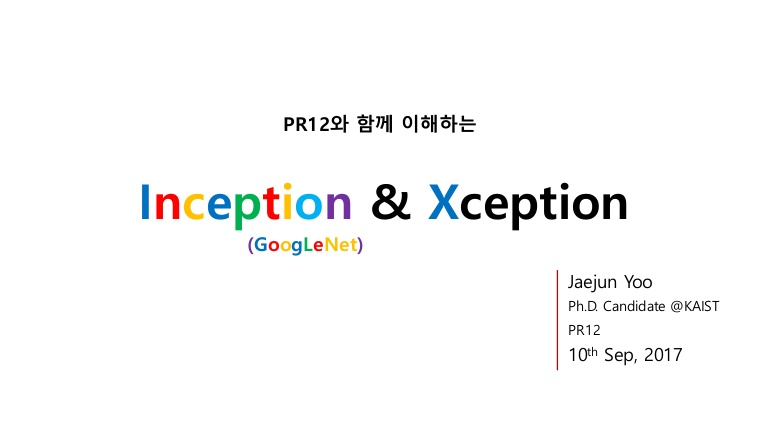 PR12와 함께 이해하는
Inception & Xception
(GoogLeNet)
Jaejun Yoo
Ph.D. Candidate @KAIST
PR12
10th Sep, 2017